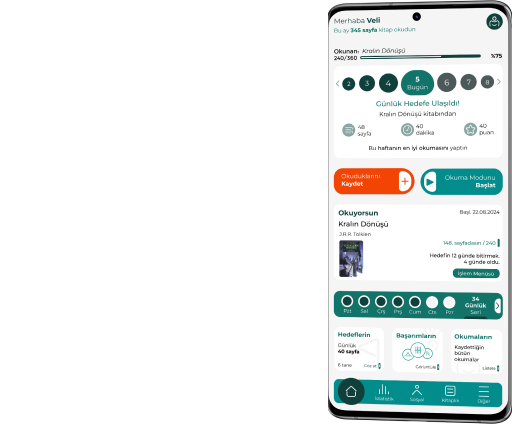 Merhaba Veli
Bu ay 345 sayfa kitap okudun
Okunan: Kralın Dönüşü
240/360
%75
2 3 4 5 6 7 8
Bugün
Günlük Hedefe Ulaşıldı!
Kralın Dönüşü kitabından
48 sayfa
40 dakika
40 puan
Bu haftanın en iyi okumasını yaptın
Okuduklarını
Kaydet
Okuma Modunu
Başlat
Okuyorsun
Başl. 22.08.2024
Kralın Dönüşü
J.R.R. Tolkien
148. sayfadasın / 240
Hedefin 12 günde bitirmek.
4 günde oldu.
İşlem Menüsü
Pzt Sal Çrş Prş Cum Cts Pzr
34
Günlük
Seri
Hedeflerin
Günlük
40 sayfa
6 tane
Göz at
Başarımların
Görüntüle
Okumaların
Kaydettiğin
bütün
okumalar
Listele
İstatistik
Sosyal
Kitaplık
Diğer